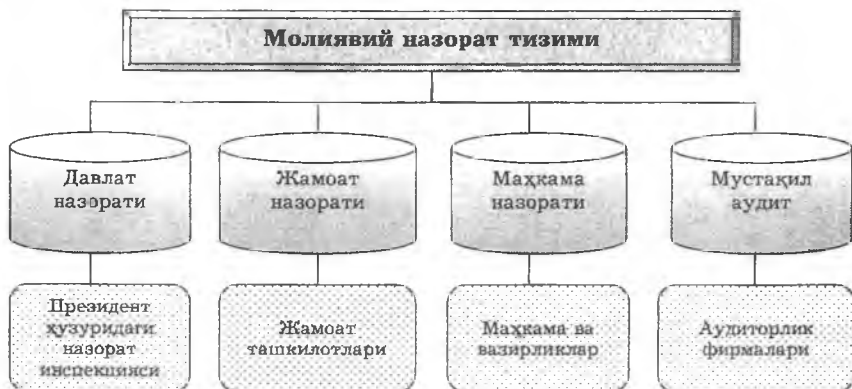 Молиявий назорат тизими
Давлат
назорати
Жамоат
назорати
Маҳкама
назорати
Мустақил
аудит
Президент
ҳузуридаги
назорат
инспекцияси
Жамоат
ташкилотлари
Маҳкама ва
вазирликлар
Аудиторлик
фирмалари